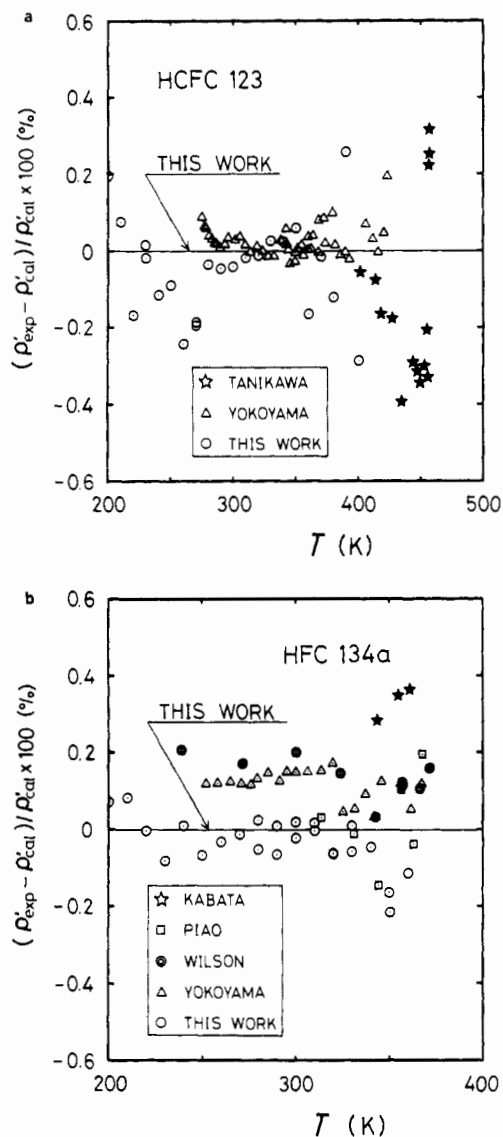 a
0.6
0.4
0.2
0
-0.2
-0.4
-0.6
(ρ'exp - ρ'cal) / ρ'cal x 100 (%)
HCFC 123
THIS WORK
TANIKAWA
YOKOYAMA
THIS WORK
200
300
400
500
T (K)
b
0.6
0.4
0.2
0
-0.2
-0.4
-0.6
(ρ'exp - ρ'cal) / ρ'cal x 100 (%)
HFC 134a
THIS WORK
KABATA
PIAO
WILSON
YOKOYAMA
THIS WORK
200
300
400
T (K)